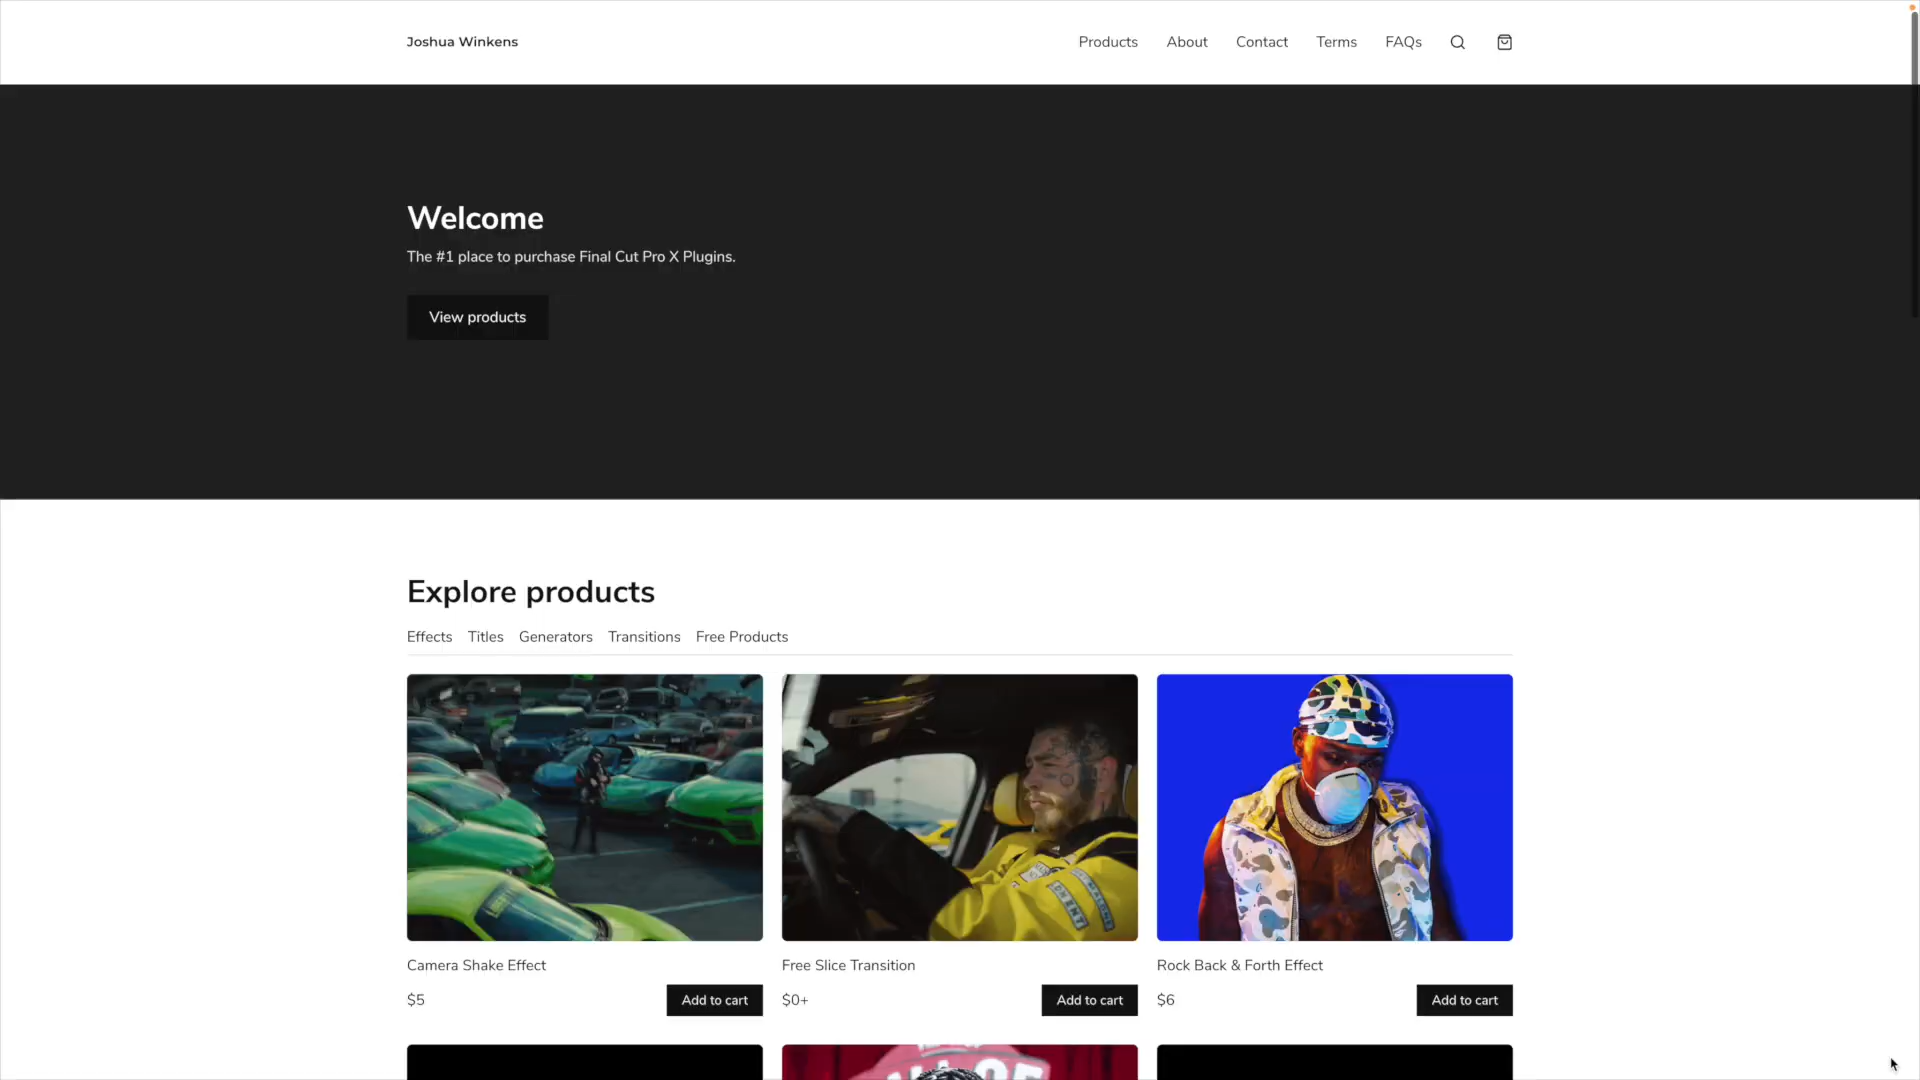 Joshua Winkens
Products About Contact Terms FAQs
Welcome
The #1 place to purchase Final Cut Pro X Plugins.
View products
Explore products
Effects Titles Generators Transitions Free Products
Camera Shake Effect
$5 Add to cart
Free Slice Transition
$0+ Add to cart
Rock Back & Forth Effect
$6 Add to cart